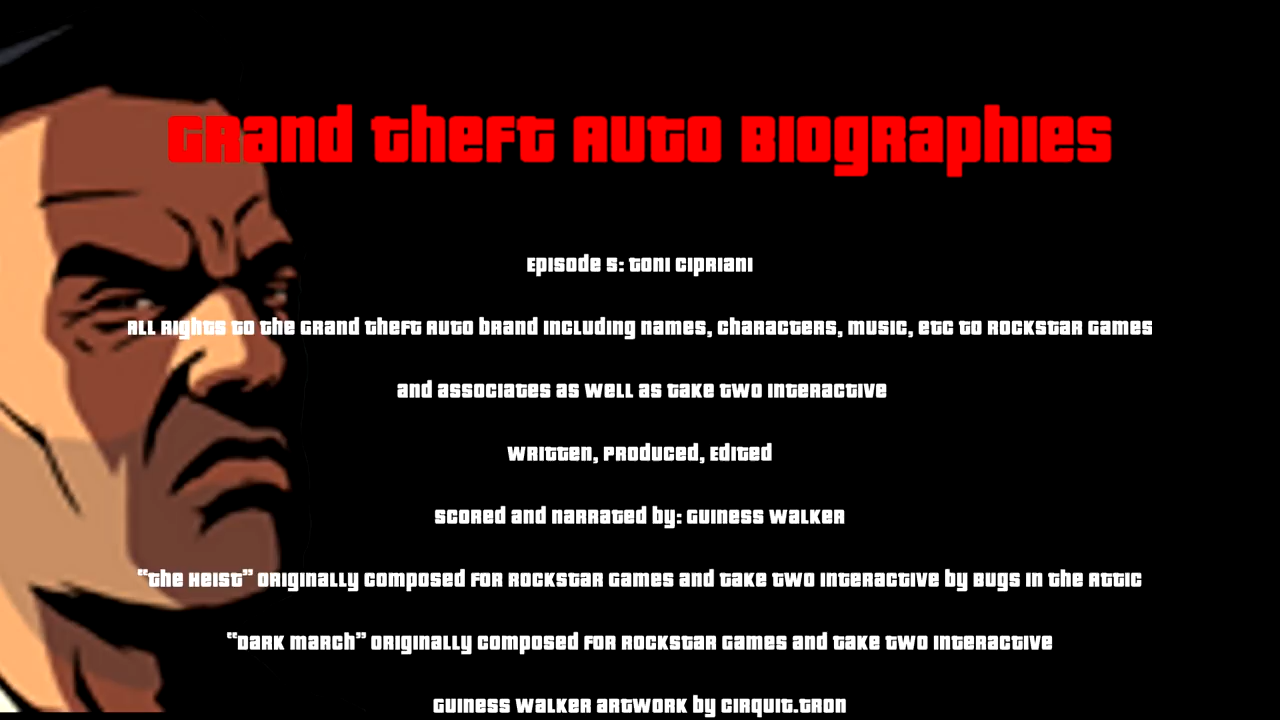 Grand Theft Auto Biographies
Episode 5: Toni Cipriani
All Rights to the Grand Theft Auto brand including names, characters, music, etc to Rockstar Games
and associates as well as Take Two Interactive
Written, Produced, Edited
Scored and Narrated by: Guiness Walker
“The Heist” originally composed for Rockstar Games and Take Two Interactive by Bugs in the Attic
“Dark March” originally composed for Rockstar Games and Take Two Interactive
Guiness Walker artwork by Cirquit.tron